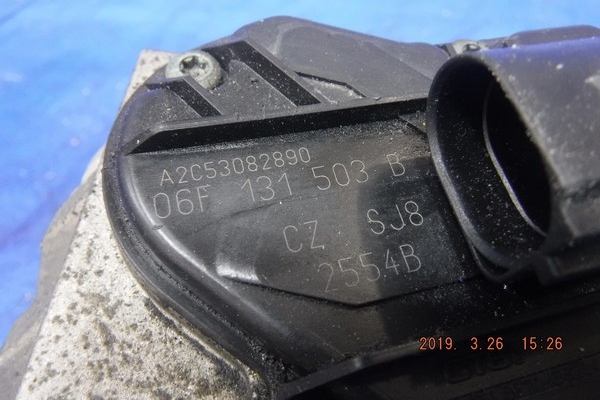 A2C53082890
06F 131 503 B
CZ SJ8
2554B
2019. 3.26 15:26